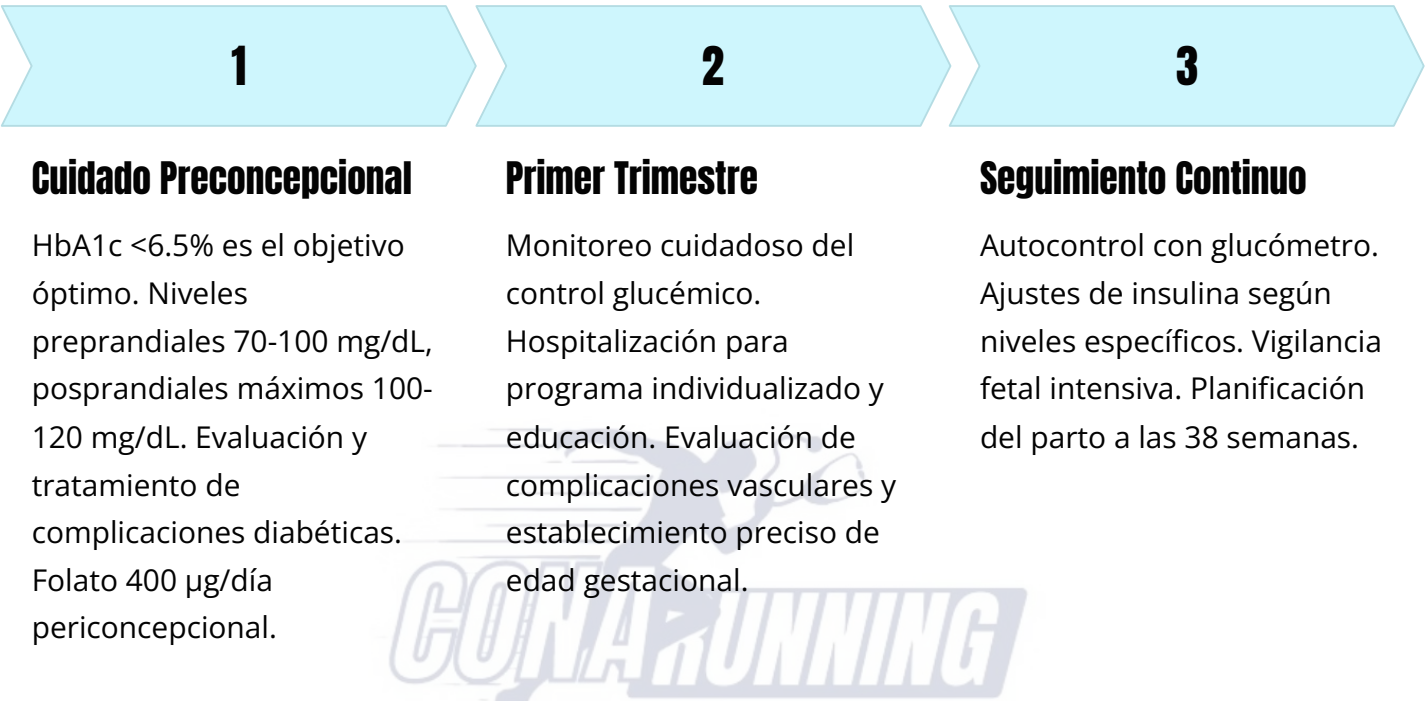 1
Cuidado Preconcepcional
HbA1c <6.5% es el objetivo
óptimo. Niveles
preprandiales 70-100 mg/dL,
posprandiales máximos 100-
120 mg/dL. Evaluación y
tratamiento de
complicaciones diabéticas.
Folato 400 µg/día
periconcepcional.
2
Primer Trimestre
Monitoreo cuidadoso del
control glucémico.
Hospitalización para
programa individualizado y
educación. Evaluación de
complicaciones vasculares y
establecimiento preciso de
edad gestacional.
3
Seguimiento Continuo
Autocontrol con glucómetro.
Ajustes de insulina según
niveles específicos. Vigilancia
fetal intensiva. Planificación
del parto a las 38 semanas.
CONARUNNING